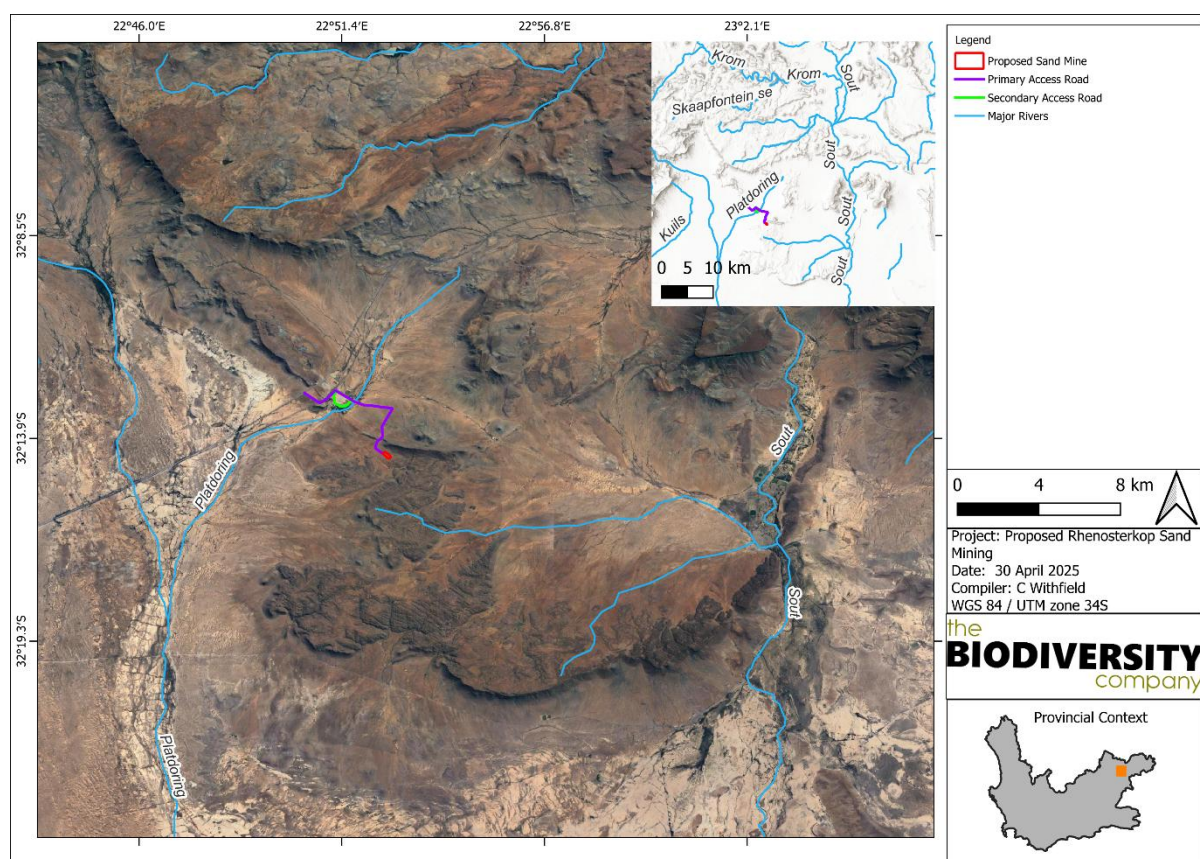 22°46.0′E 22°51.4′E 22°56.8′E 23°2.1′E
32°8.5′S
32°13.9′S
32°19.3′S
Krom
Krom
Sout
Skaapfontein se
Sout
Platdoring
Kuils
Sout
Sout
0 5 10 km
Platdoring
Sout
Sout
Platdoring
Legend
Proposed Sand Mine
Primary Access Road
Secondary Access Road
Major Rivers
0 4 8 km
Project: Proposed Rhenosterkop Sand
Mining
Date: 30 April 2025
Compiler: C Withfield
WGS 84 / UTM zone 34S
the
BIODIVERSITY
company
Provincial Context